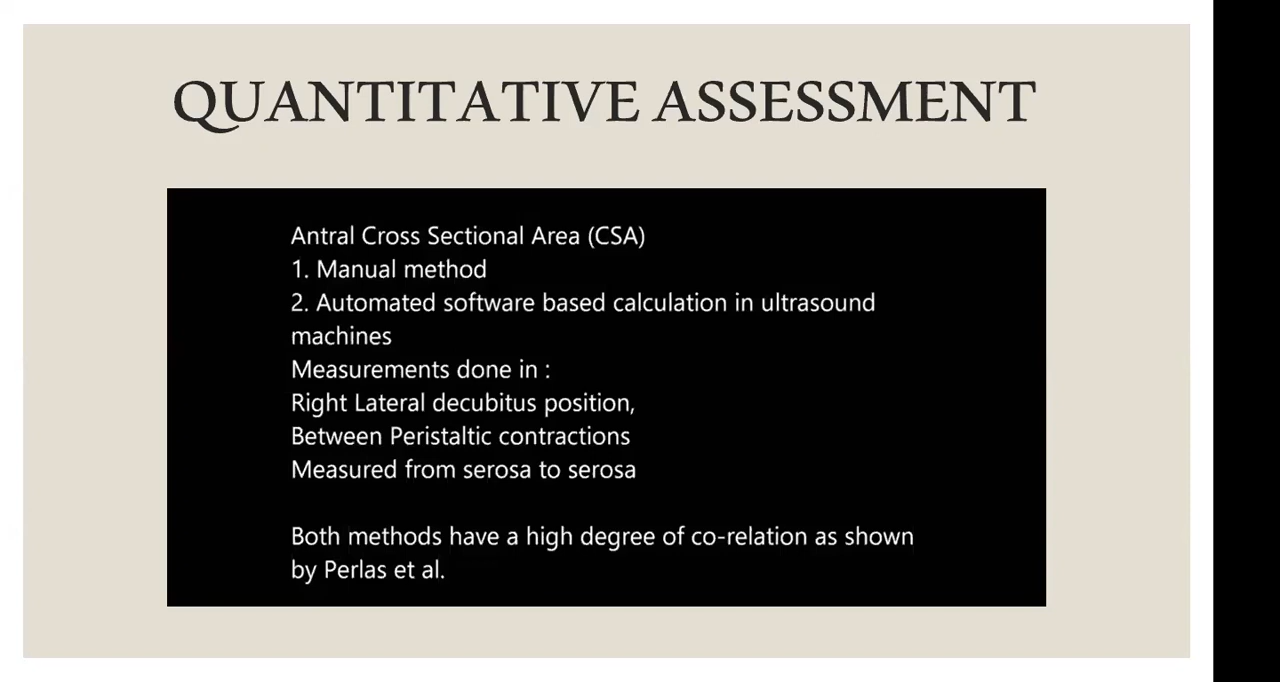 QUANTITATIVE ASSESSMENT
Antral Cross Sectional Area (CSA)
1. Manual method
2. Automated software based calculation in ultrasound
machines
Measurements done in :
Right Lateral decubitus position,
Between Peristaltic contractions
Measured from serosa to serosa
Both methods have a high degree of co-relation as shown
by Perlas et al.